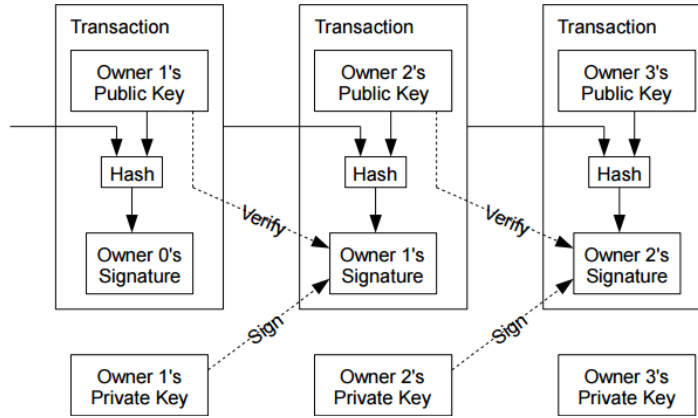 Transaction
Transaction
Transaction
Owner 1's
Public Key
Owner 2's
Public Key
Owner 3's
Public Key
Hash
Hash
Hash
Verify
Verify
Owner 0's
Signature
Owner 1's
Signature
Owner 2's
Signature
Sign
Sign
Owner 1's
Private Key
Owner 2's
Private Key
Owner 3's
Private Key